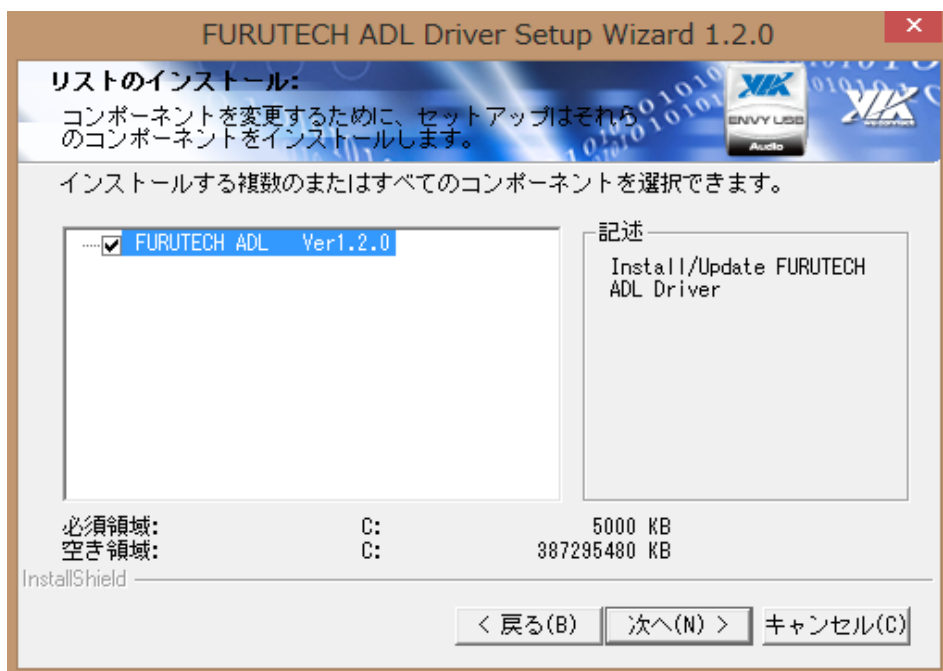 FURUTECH ADL Driver Setup Wizard 1.2.0
リストのインストール:
コンポーネントを変更するために、セットアップはそれら
のコンポーネントをインストールします。
VIA
ENVY USB
Audio
VIA
インストールする複数のまたはすべてのコンポーネントを選択できます。
FURUTECH ADL Ver1.2.0
記述
Install/Update FURUTECH
ADL Driver
必須領域: C: 5000 KB
空き領域: C: 387295480 KB
InstallShield
< 戻る(B)
次へ(N) >
キャンセル(C)